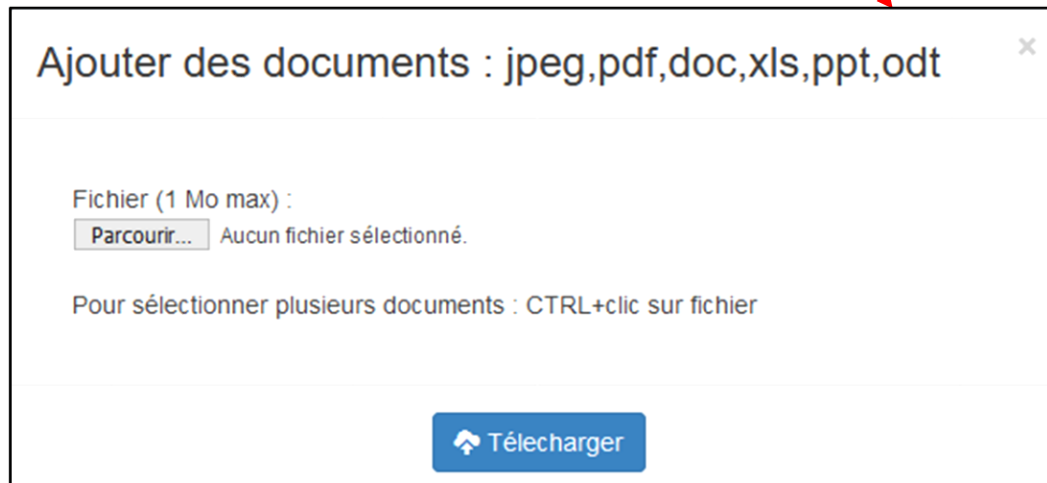 Ajouter des documents : jpeg,pdf,doc,xls,ppt,odt
×
Fichier (1 Mo max) :
Parcourir... Aucun fichier sélectionné.
Pour sélectionner plusieurs documents : CTRL+clic sur fichier
Télecharger